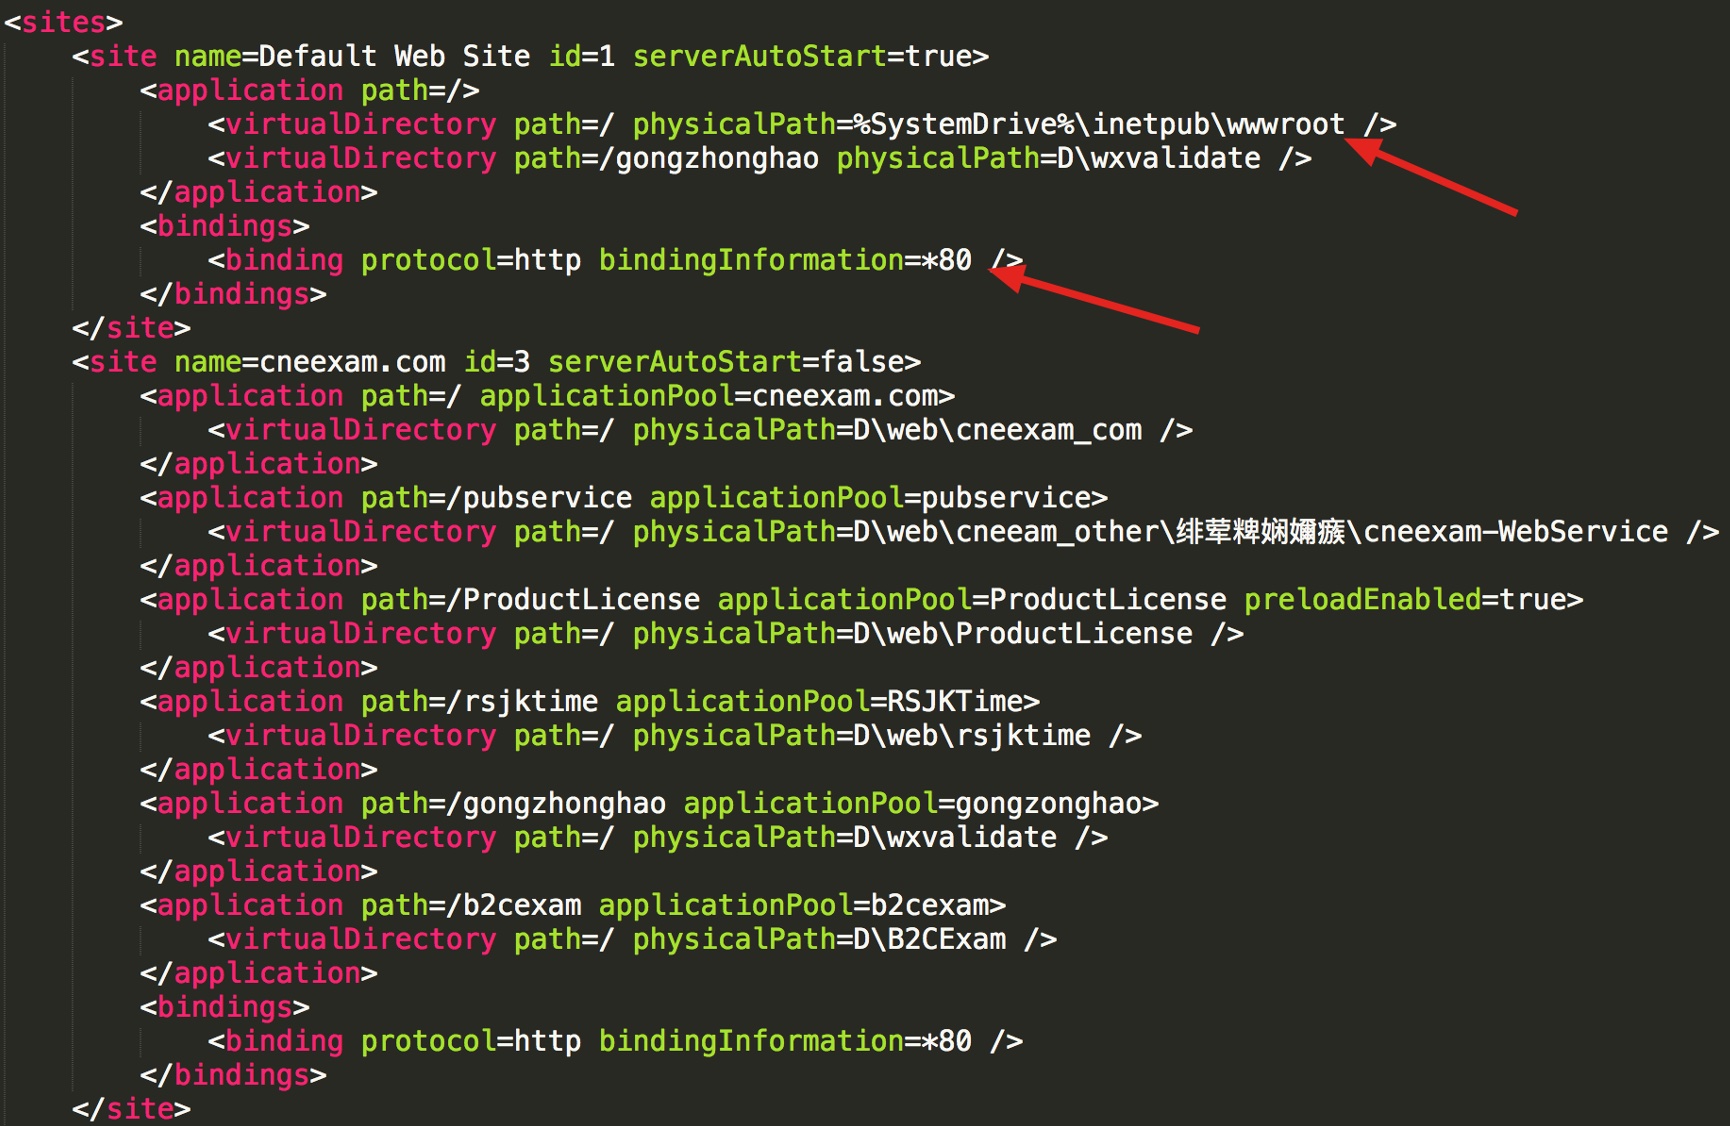 <sites>
<site name=Default Web Site id=1 serverAutoStart=true>
<application path=/>
<virtualDirectory path=/ physicalPath=%SystemDrive%\inetpub\wwwroot />
<virtualDirectory path=/gongzhonghao physicalPath=D\wxvalidate />
</application>
<bindings>
<binding protocol=http bindingInformation=*80 />
</bindings>
</site>
<site name=cneexam.com id=3 serverAutoStart=false>
<application path=/ applicationPool=cneexam.com>
<virtualDirectory path=/ physicalPath=D\web\cneexam_com />
</application>
<application path=/pubservice applicationPool=pubservice>
<virtualDirectory path=/ physicalPath=D\web\cneeam_other\绯荤粺娴嬭瘯\cneexam-WebService />
</application>
<application path=/ProductLicense applicationPool=ProductLicense preloadEnabled=true>
<virtualDirectory path=/ physicalPath=D\web\ProductLicense />
</application>
<application path=/rsjktime applicationPool=RSJKTime>
<virtualDirectory path=/ physicalPath=D\web\rsjktime />
</application>
<application path=/gongzhonghao applicationPool=gongzonghao>
<virtualDirectory path=/ physicalPath=D\wxvalidate />
</application>
<application path=/b2cexam applicationPool=b2cexam>
<virtualDirectory path=/ physicalPath=D\B2CExam />
</application>
<bindings>
<binding protocol=http bindingInformation=*80 />
</bindings>
</site>